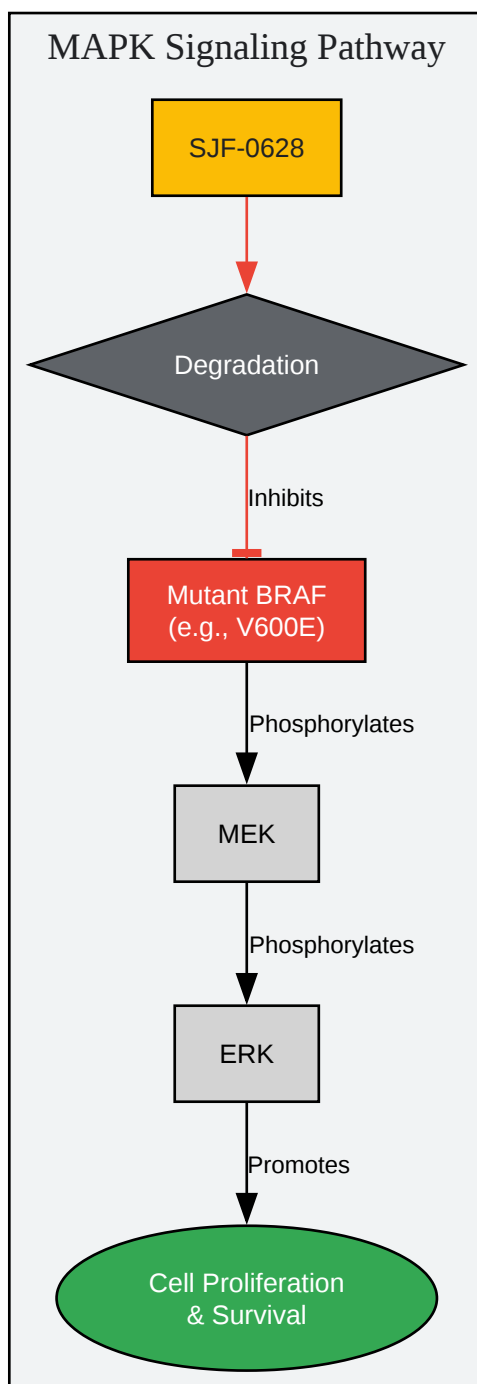 MAPK Signaling Pathway
SJF-0628
Degradation
Inhibits
Mutant BRAF
(e.g., V600E)
Phosphorylates
MEK
Phosphorylates
ERK
Promotes
Cell Proliferation
& Survival